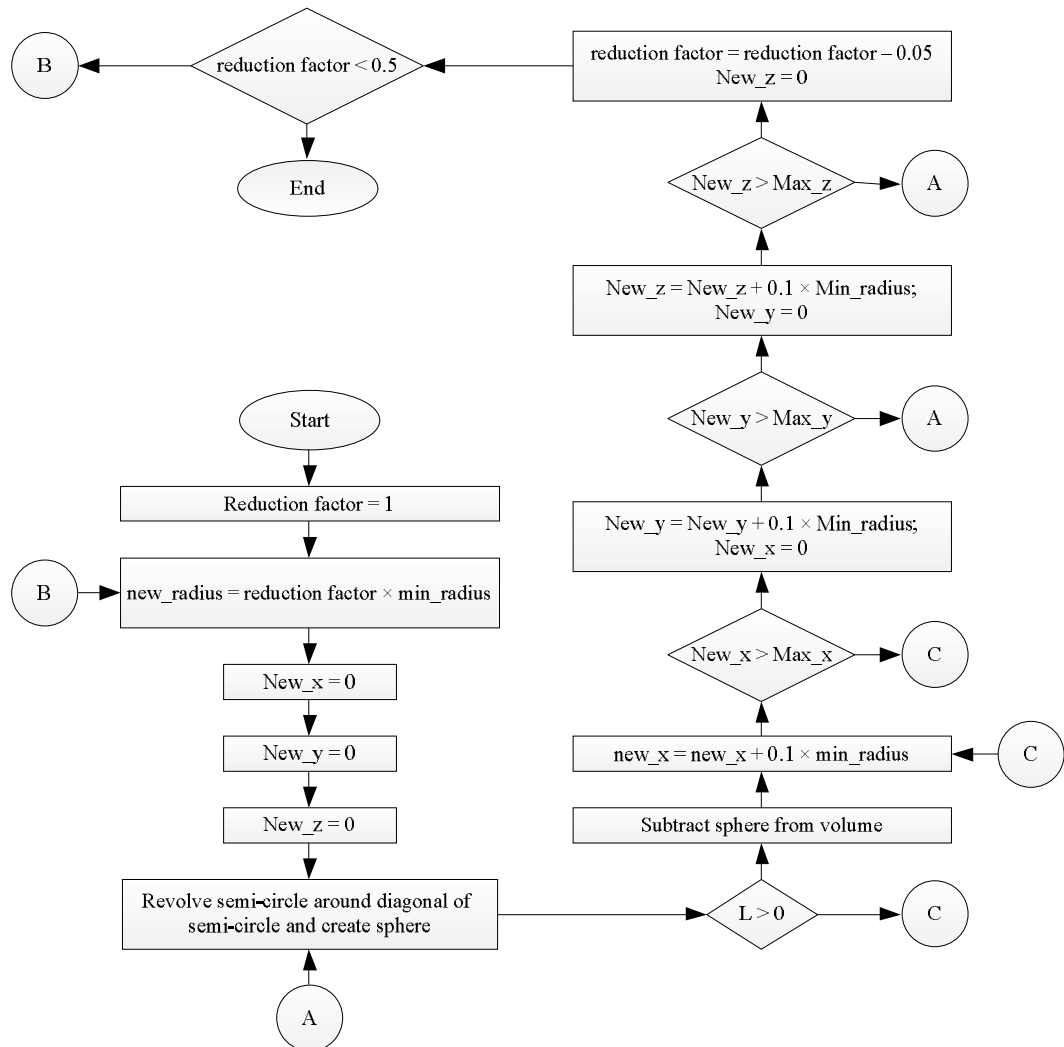 B
reduction factor < 0.5
reduction factor = reduction factor – 0.05
New_z = 0
End
New_z > Max_z
A
New_z = New_z + 0.1 × Min_radius;
New_y = 0
Start
New_y > Max_y
A
Reduction factor = 1
New_y = New_y + 0.1 × Min_radius;
New_x = 0
B
new_radius = reduction factor × min_radius
New_x > Max_x
C
New_x = 0
New_y = 0
new_x = new_x + 0.1 × min_radius
C
New_z = 0
Subtract sphere from volume
Revolve semi-circle around diagonal of
semi-circle and create sphere
L > 0
C
A